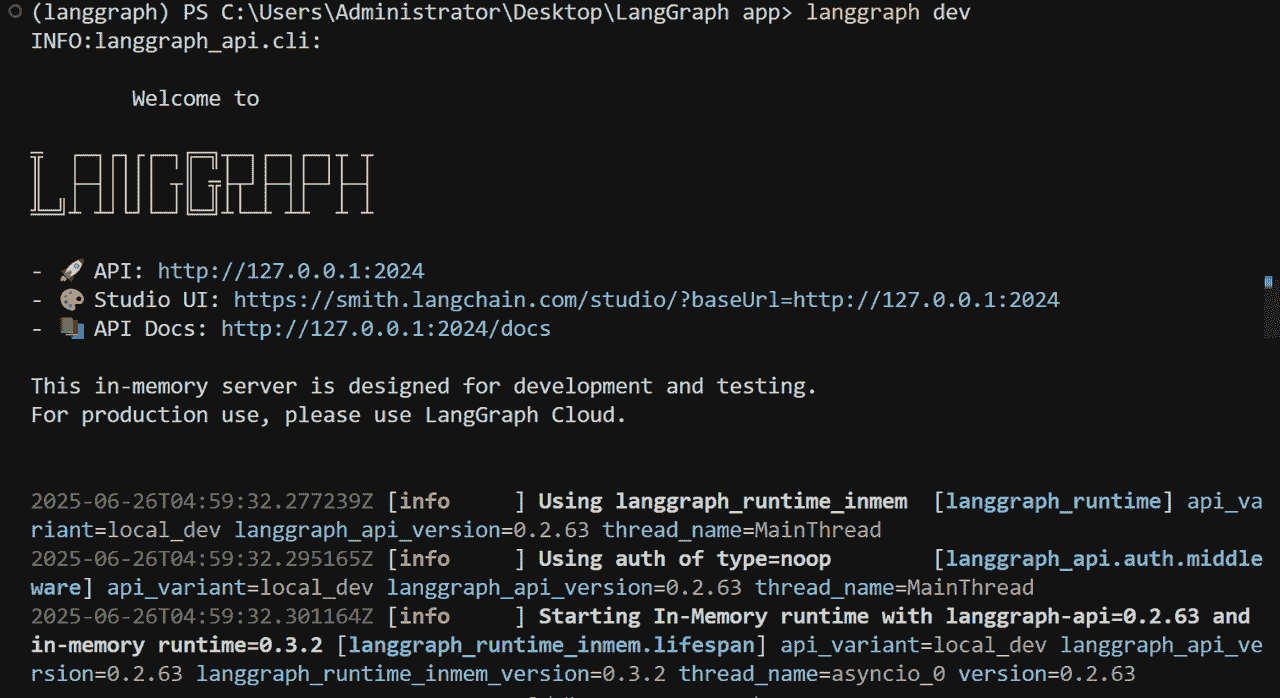 (langgraph) PS C:\Users\Administrator\Desktop\LangGraph app> langgraph dev
INFO:langgraph_api.cli:
Welcome to
LANGGRAPH
- 🚀 API: http://127.0.0.1:2024
- 🎨 Studio UI: https://smith.langchain.com/studio/?baseUrl=http://127.0.0.1:2024
- 📚 API Docs: http://127.0.0.1:2024/docs
This in-memory server is designed for development and testing.
For production use, please use LangGraph Cloud.
2025-06-26T04:59:32.277239Z [info     ] Using langgraph_runtime_inmem  [langgraph_runtime] api_va
riant=local_dev langgraph_api_version=0.2.63 thread_name=MainThread
2025-06-26T04:59:32.295165Z [info     ] Using auth of type=noop        [langgraph_api.auth.middle
ware] api_variant=local_dev langgraph_api_version=0.2.63 thread_name=MainThread
2025-06-26T04:59:32.301164Z [info     ] Starting In-Memory runtime with langgraph-api=0.2.63 and
in-memory runtime=0.3.2 [langgraph_runtime_inmem.lifespan] api_variant=local_dev langgraph_api_ve
rsion=0.2.63 langgraph_runtime_inmem_version=0.3.2 thread_name=asyncio_0 version=0.2.63